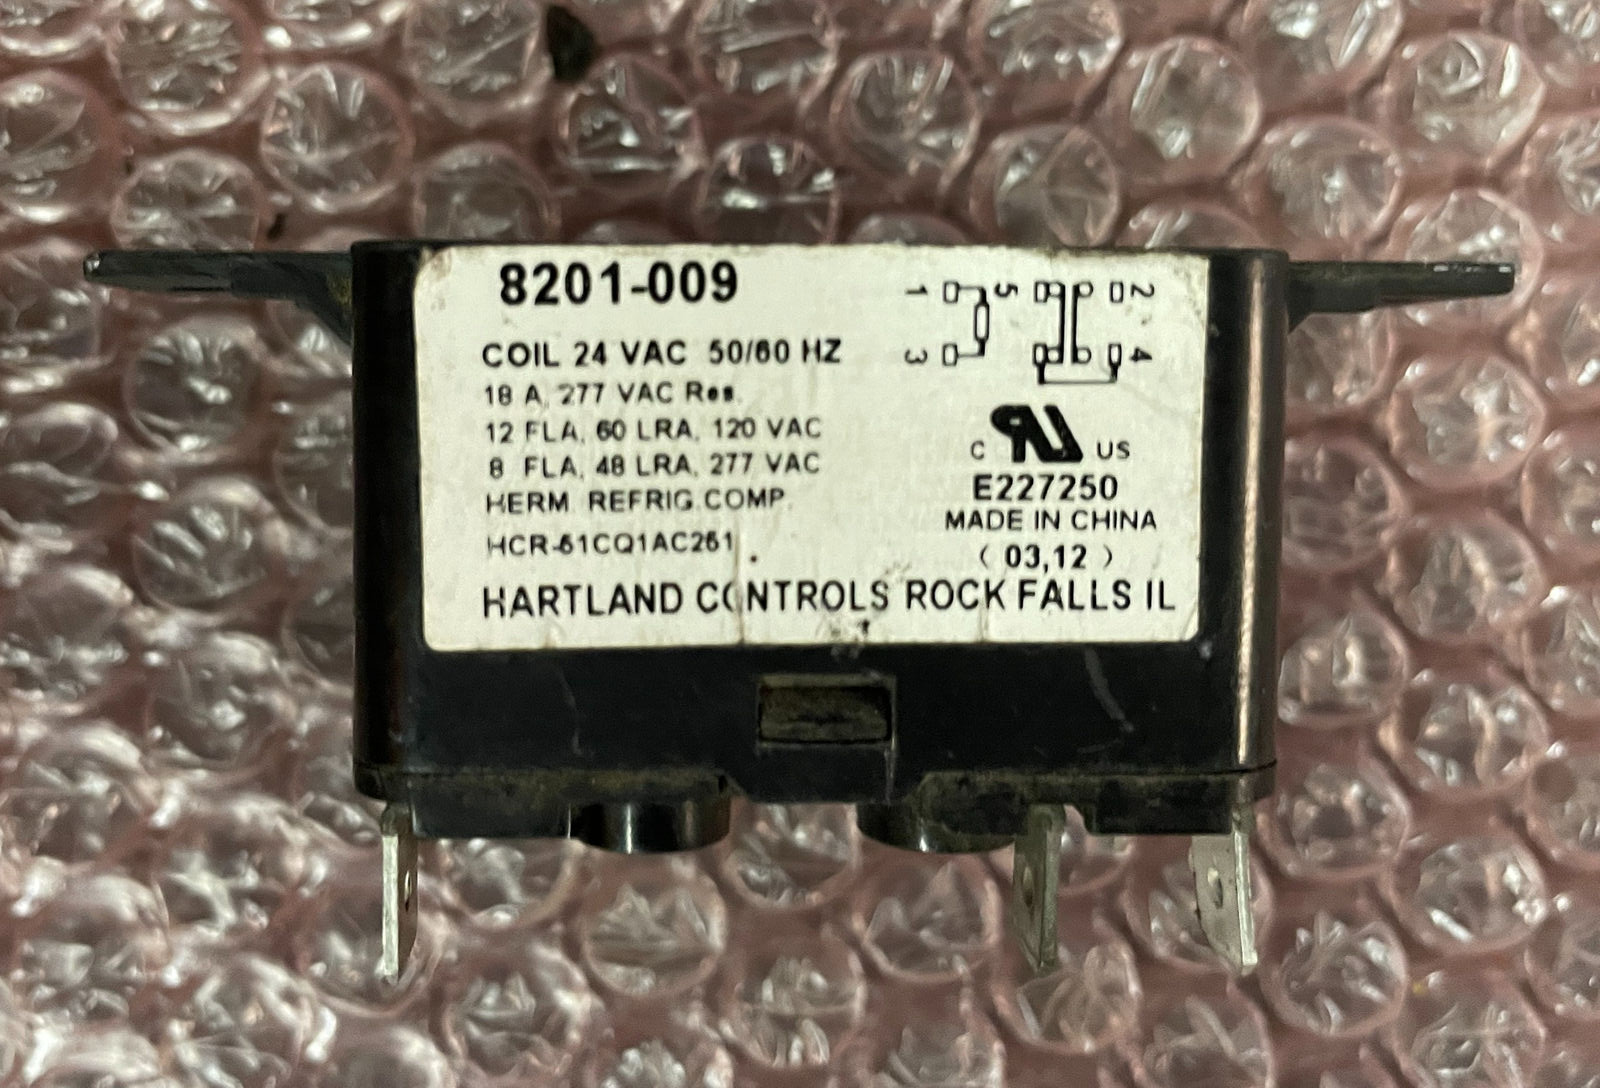 8201-009
COIL 24 VAC 50/60 HZ
18 A, 277 VAC Res.
12 FLA, 60 LRA, 120 VAC
8 FLA, 48 LRA, 277 VAC
HERM. REFRIG.COMP.
HCR-61CQ1AC261
1 5 2
3 4
c RU US
E227250
MADE IN CHINA
( 03,12 )
HARTLAND CONTROLS ROCK FALLS IL